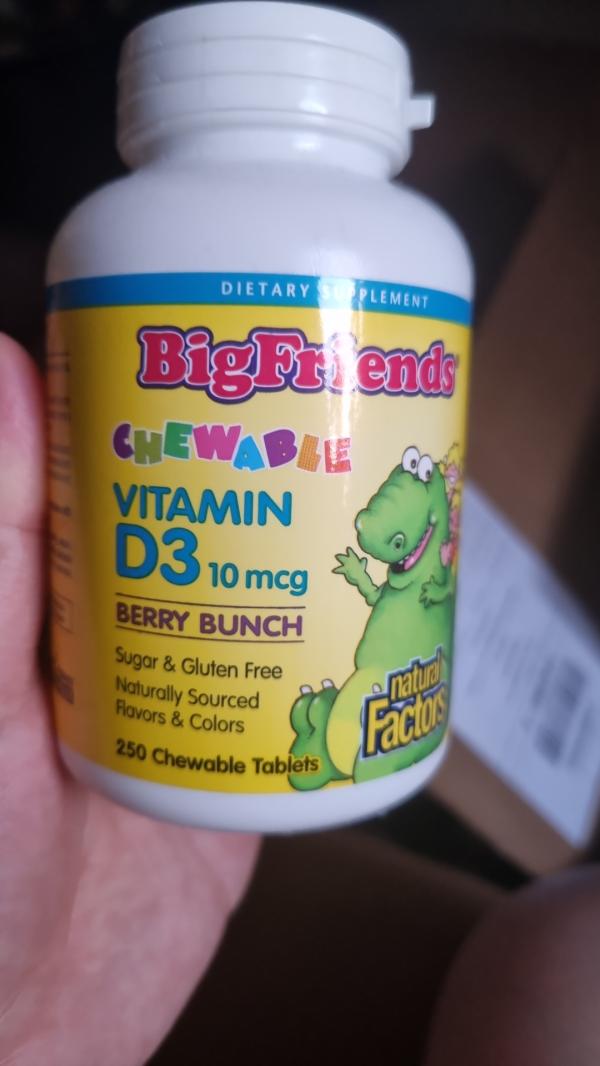 DIETARY SUPPLEMENT
BigFriends
CHEWABLE
VITAMIN
D3 10 mcg
BERRY BUNCH
Sugar & Gluten Free
Naturally Sourced
Flavors & Colors
250 Chewable Tablets
natural
Factors